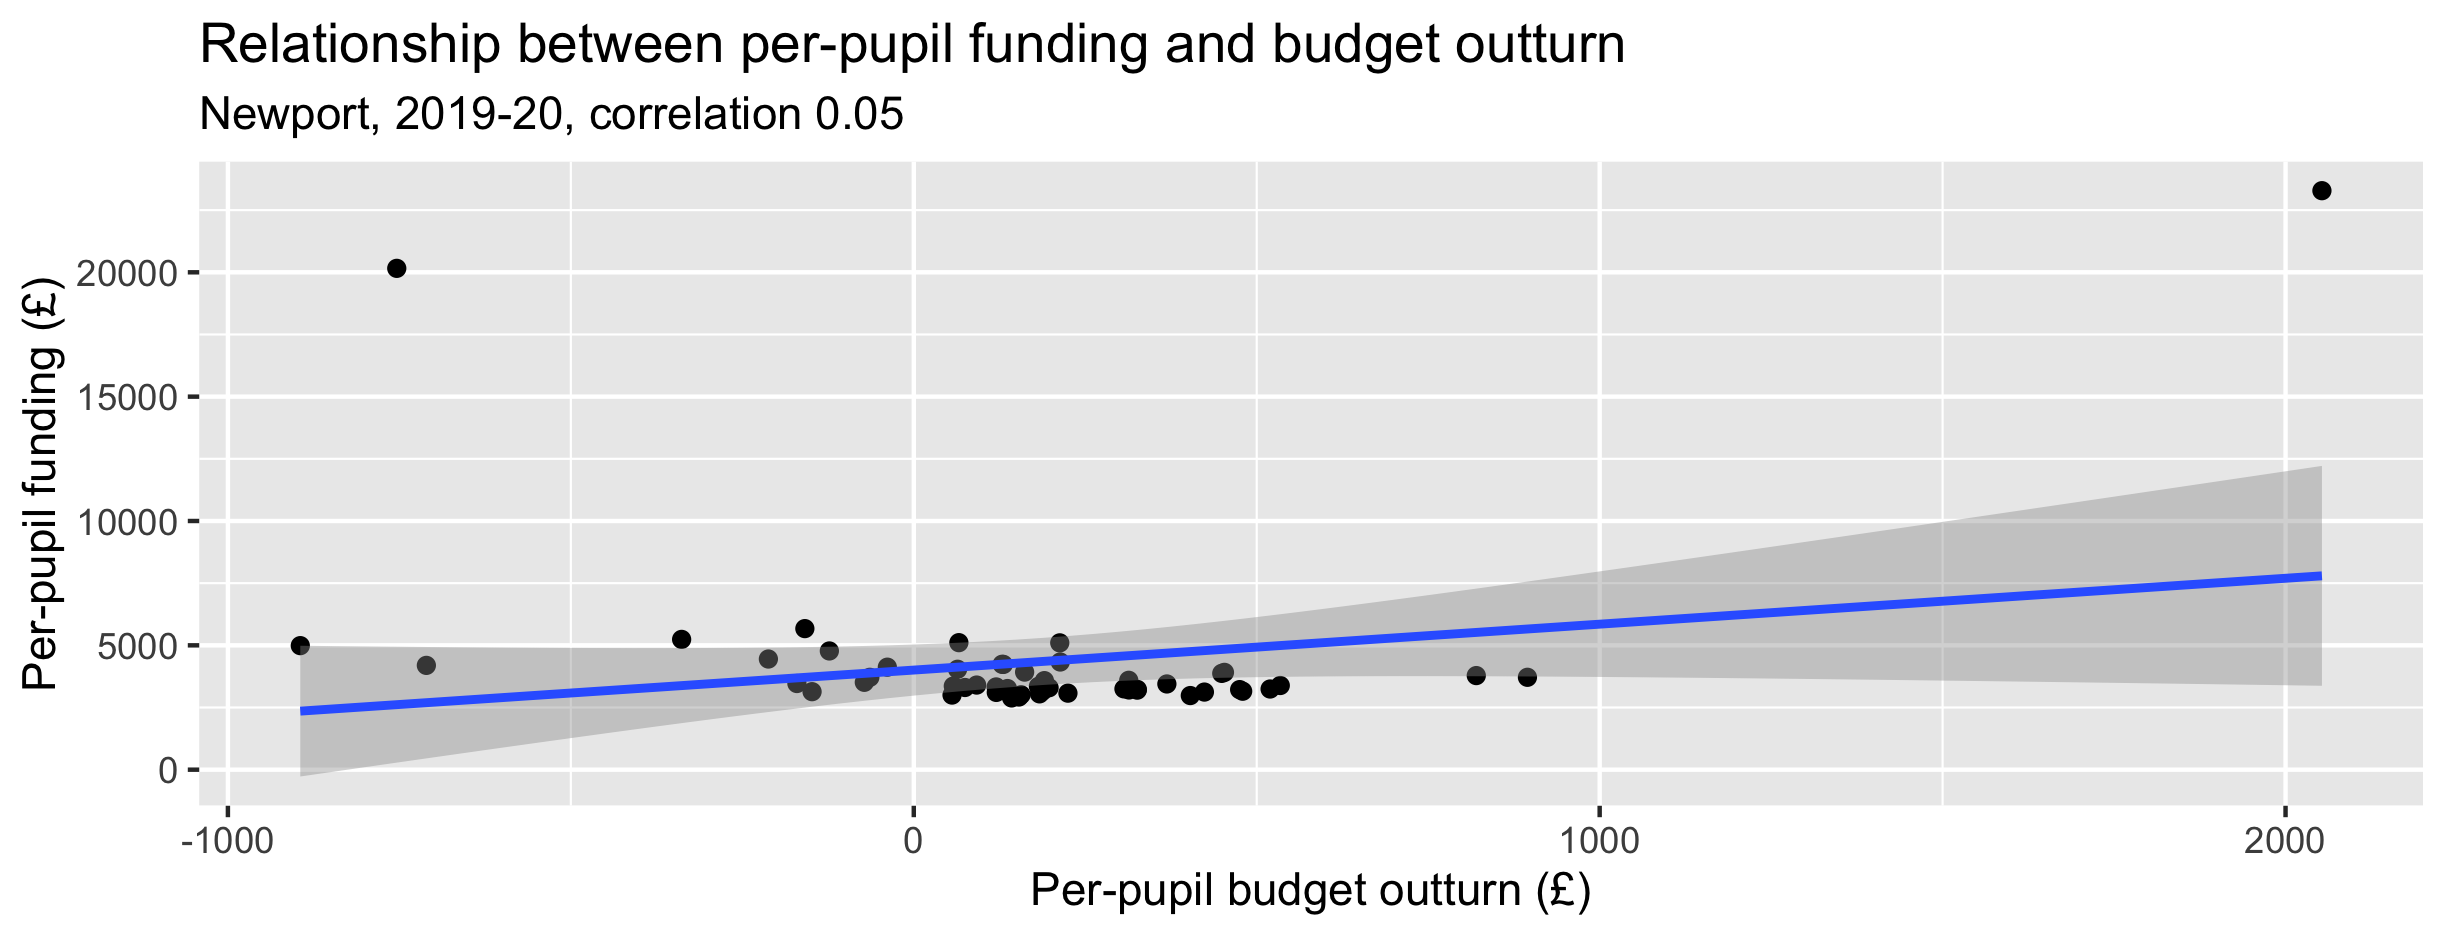 Relationship between per-pupil funding and budget outturn
Newport, 2019-20, correlation 0.05
Per-pupil funding (£)
20000
15000
10000
5000
0
-1000
0
1000
2000
Per-pupil budget outturn (£)